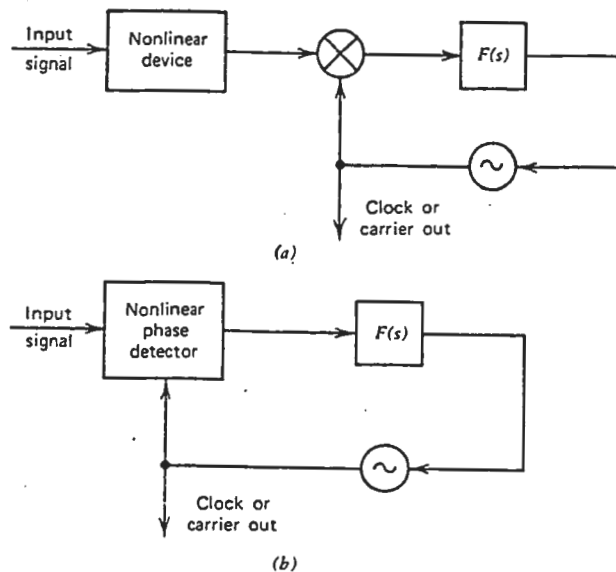 Input
signal
Nonlinear
device
F(s)
~
Clock or
carrier out
(a)
Input
signal
Nonlinear
phase
detector
F(s)
~
Clock or
carrier out
(b)